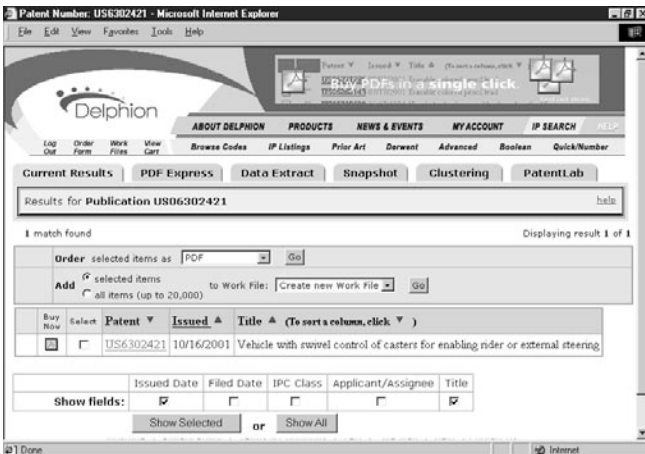 Patent Number: US6302421 - Microsoft Internet Explorer
File Edit View Favorites Tools Help
Patent Issued Title (To sort a column, click
Buy PDFs in a single click.
Delphion
ABOUT DELPHION PRODUCTS NEWS & EVENTS MY ACCOUNT IP SEARCH HELP
Log Out Order Form Work Files View Cart Browse Codes IP Listings Prior Art Derwent Advanced Boolean Quick/Number
Current Results PDF Express Data Extract Snapshot Clustering PatentLab
Results for Publication US06302421 help
1 match found Displaying result 1 of 1
Order selected items as PDF Go
Add selected items to Work File: Create new Work File Go
all items (up to 20,000)
Buy Now Select Patent Issued Title (To sort a column, click )
US6302421 10/16/2001 Vehicle with swivel control of casters for enabling rider or external steering
Issued Date Filed Date IPC Class Applicant/Assignee Title
Show fields:
Show Selected or Show All
Done Internet